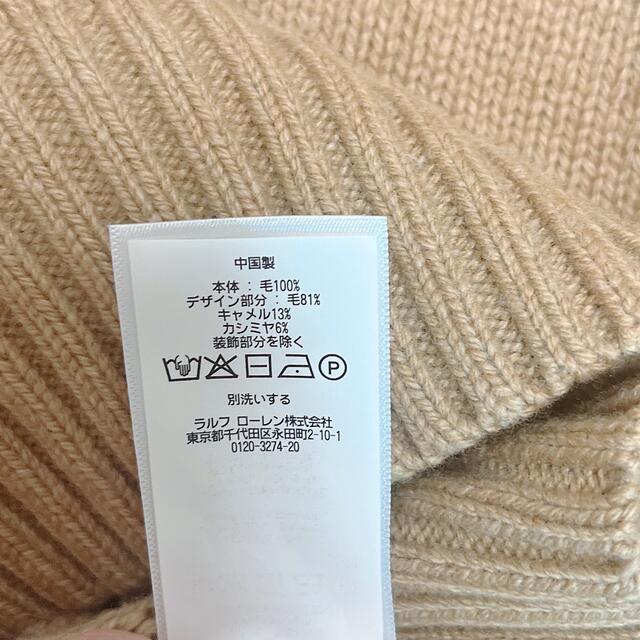 中国製
本体 : 毛100%
デザイン部分 : 毛81%
キャメル13%
カシミヤ6%
装飾部分を除く
P
別洗いする
ラルフ ローレン株式会社
東京都千代田区永田町2-10-1
0120-3274-20